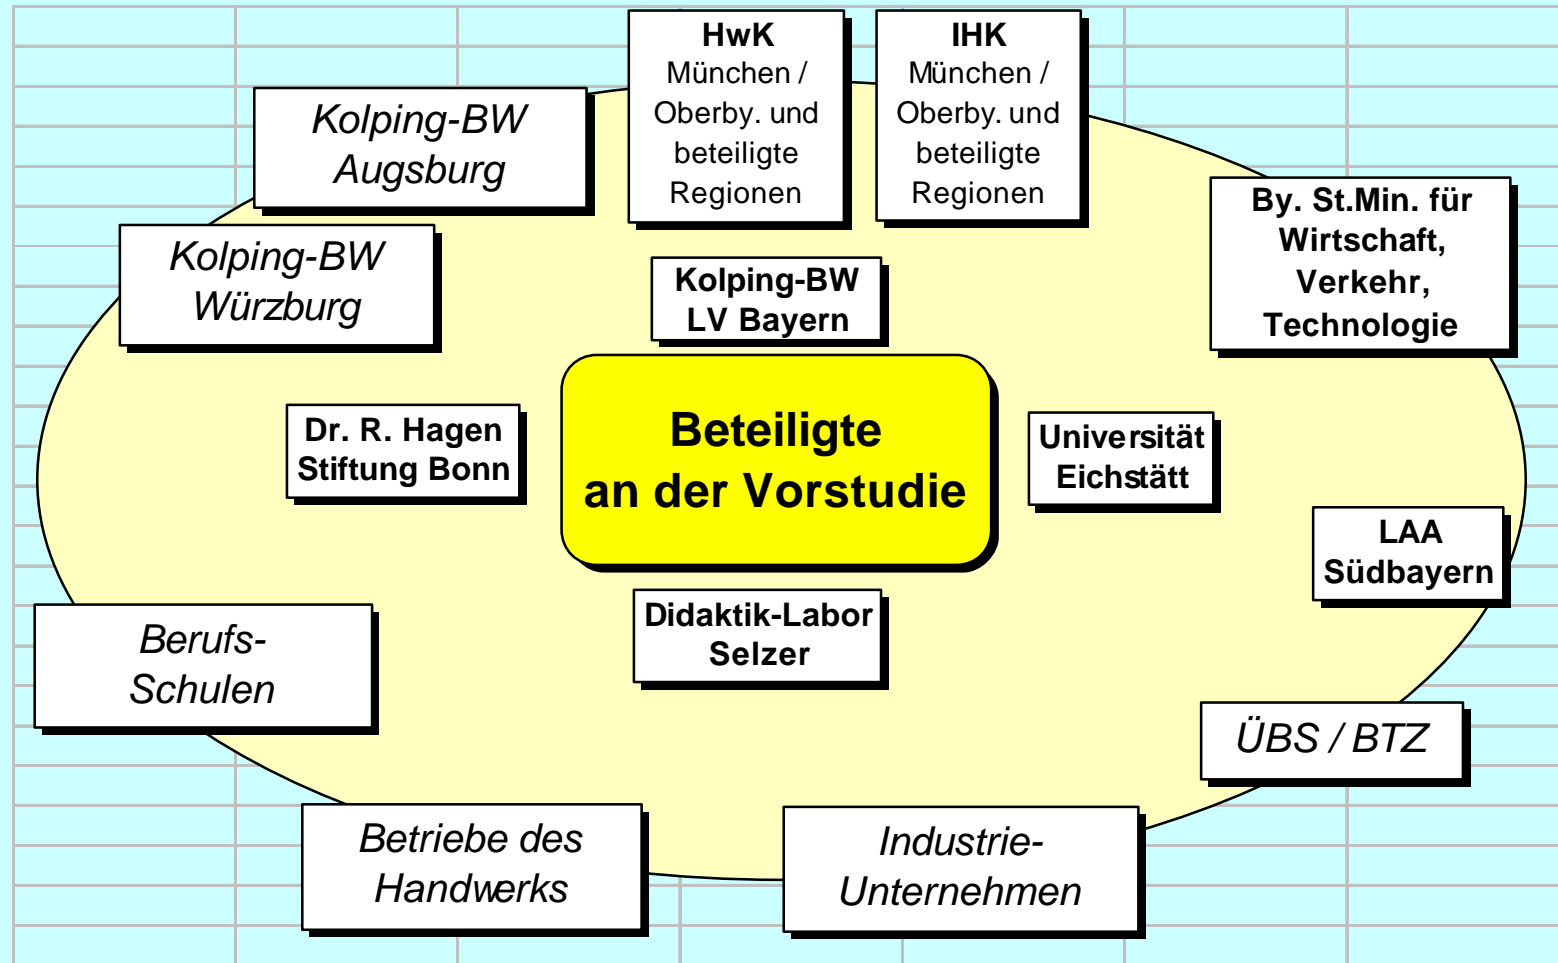 HwK
München /
Oberby. und
beteiligte
Regionen
IHK
München /
Oberby. und
beteiligte
Regionen
Kolping-BW
Augsburg
By. St.Min. für
Wirtschaft,
Verkehr,
Technologie
Kolping-BW
Würzburg
Kolping-BW
LV Bayern
Dr. R. Hagen
Stiftung Bonn
Beteiligte
an der Vorstudie
Universität
Eichstätt
LAA
Südbayern
Didaktik-Labor
Selzer
Berufs-
Schulen
ÜBS / BTZ
Betriebe des
Handwerks
Industrie-
Unternehmen